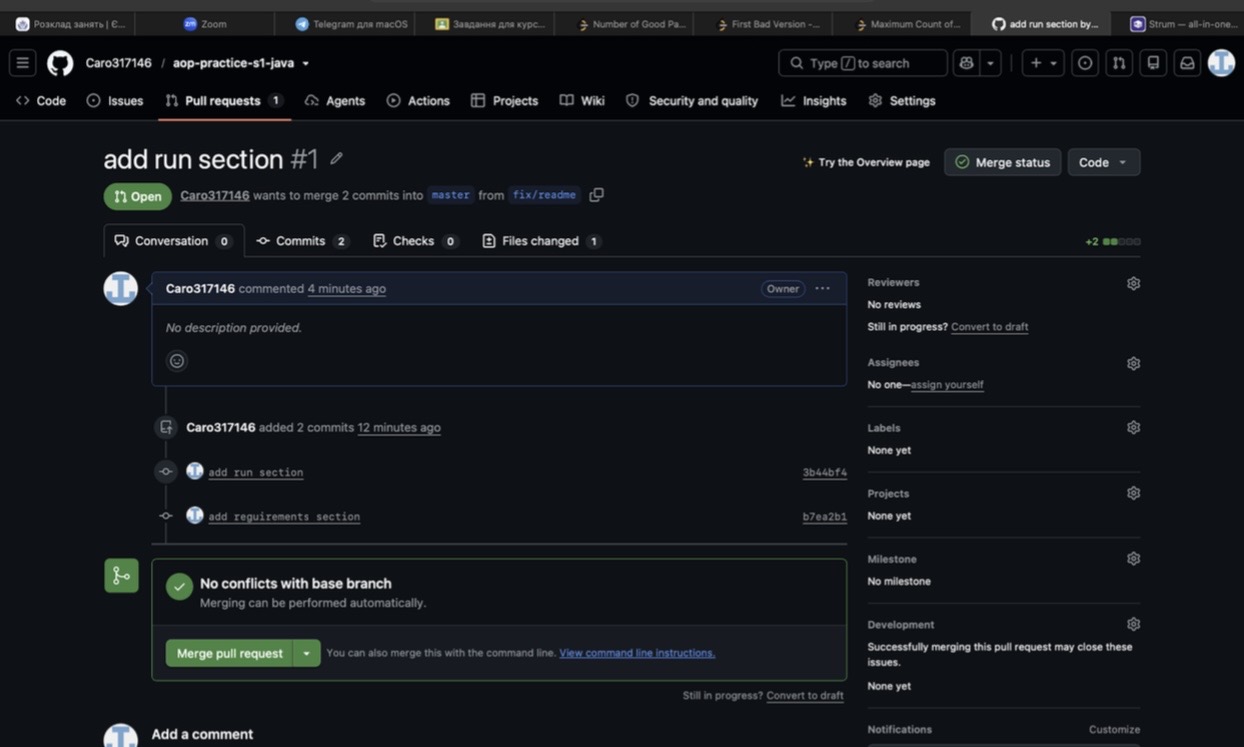 Розклад занять | Є...
Zoom
Telegram для macOS
Завдання для курс...
Number of Good Pa...
First Bad Version -...
Maximum Count of...
add run section by...
Strum — all-in-one...
Caro317146 / aop-practice-s1-java
Type / to search
Code
Issues
Pull requests 1
Agents
Actions
Projects
Wiki
Security and quality
Insights
Settings
add run section #1
Try the Overview page
Merge status
Code
Open
Caro317146 wants to merge 2 commits into master from fix/readme
Conversation 0
Commits 2
Checks 0
Files changed 1
+2
Caro317146 commented 4 minutes ago
Owner
No description provided.
Caro317146 added 2 commits 12 minutes ago
add run section 3b44bf4
add reguirements section b7ea2b1
No conflicts with base branch
Merging can be performed automatically.
Merge pull request
You can also merge this with the command line. View command line instructions.
Still in progress? Convert to draft
Add a comment
Reviewers
No reviews
Still in progress? Convert to draft
Assignees
No one—assign yourself
Labels
None yet
Projects
None yet
Milestone
No milestone
Development
Successfully merging this pull request may close these
issues.
None yet
Notifications
Customize